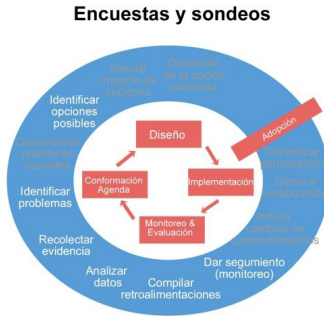 Encuestas y sondeos
Simular
impacto de
opciones
Desarrollo
de la opción
preferida
Identificar
opciones
posibles
Adopción
Garantizar
participación
Diseño
Comprender
relaciones
causales
Generar
colaboración
Conformación
Agenda
Implementación
Identificar
problemas
Inducir
cambios en
comportamientos
Monitoreo &
Evaluación
Recolectar
evidencia
Dar segumiento
(monitoreo)
Analizar
datos
Compilar
retroalimentaciones